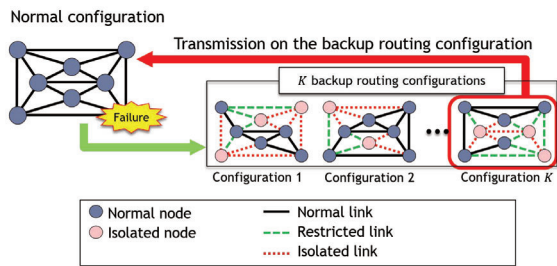 Normal configuration
Transmission on the backup routing configuration
K backup routing configurations
Failure
Configuration 1
Configuration 2
Configuration K
Normal node
Isolated node
Normal link
Restricted link
Isolated link